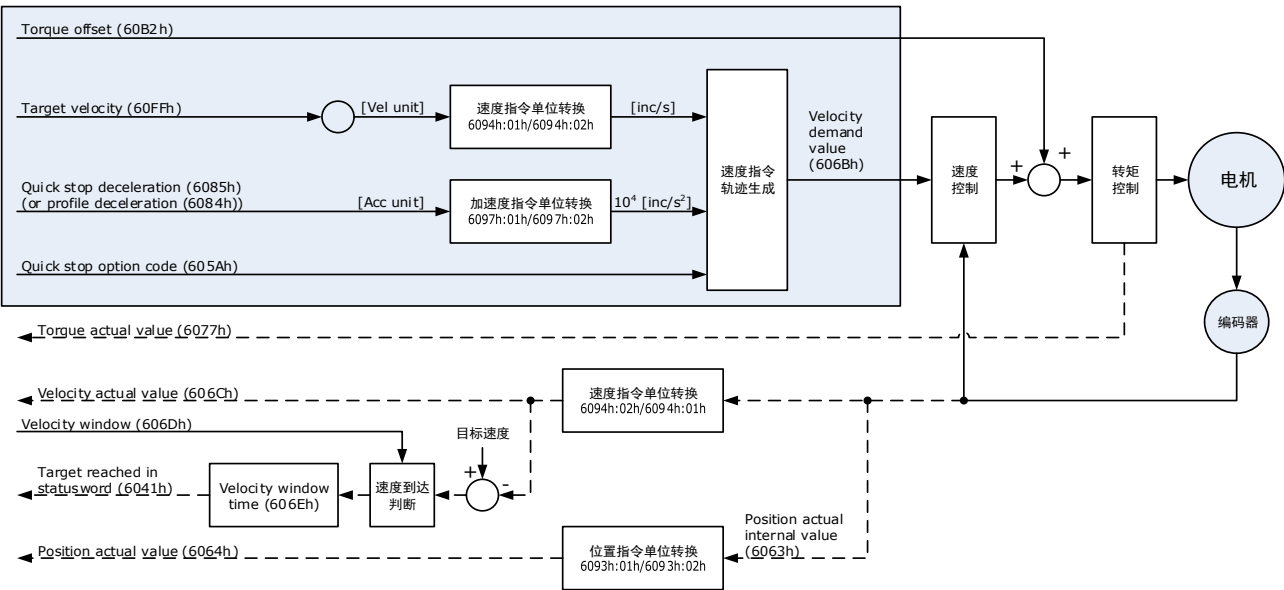 Torque offset (60B2h)
Target velocity (60FFh)
[Vel unit]
速度指令单位转换
6094h:01h/6094h:02h
[inc/s]
Quick stop deceleration (6085h)
(or profile deceleration (6084h))
[Acc unit]
加速度指令单位转换
6097h:01h/6097h:02h
10⁴ [inc/s²]
Quick stop option code (605Ah)
速度指令
轨迹生成
Velocity
demand
value
(606Bh)
速度
控制
+
+
转矩
控制
电机
编码器
Torque actual value (6077h)
Velocity actual value (606Ch)
速度指令单位转换
6094h:02h/6094h:01h
Velocity window (606Dh)
目标速度
+
-
Target reached in
statusword (6041h)
Velocity window
time (606Eh)
速度到达
判断
Position actual
internal value
(6063h)
Position actual value (6064h)
位置指令单位转换
6093h:01h/6093h:02h